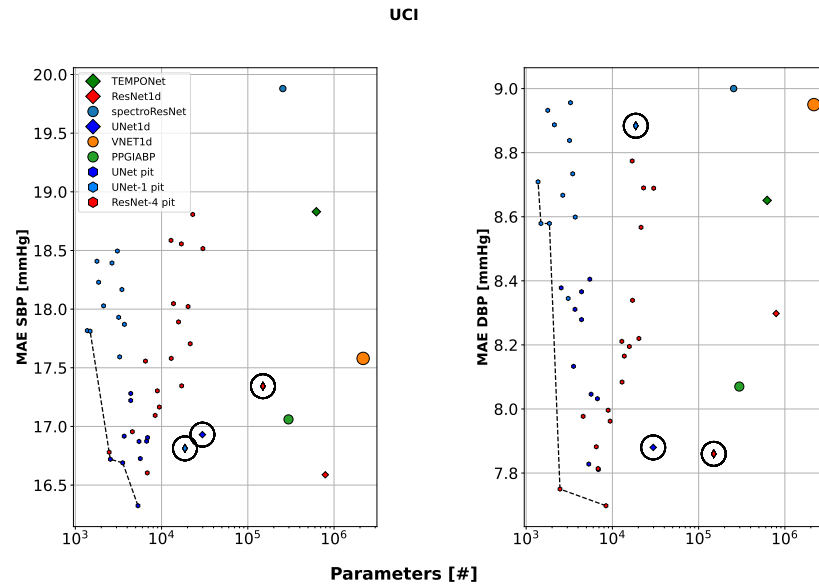 UCI
20.0
19.5
19.0
18.5
18.0
17.5
17.0
16.5
MAE SBP [mmHg]
TEMPONet
ResNet1d
spectroResNet
UNet1d
VNET1d
PPGIABP
UNet pit
UNet-1 pit
ResNet-4 pit
10³ 10⁴ 10⁵ 10⁶
9.0
8.8
8.6
8.4
8.2
8.0
7.8
MAE DBP [mmHg]
10³ 10⁴ 10⁵ 10⁶
Parameters [#]